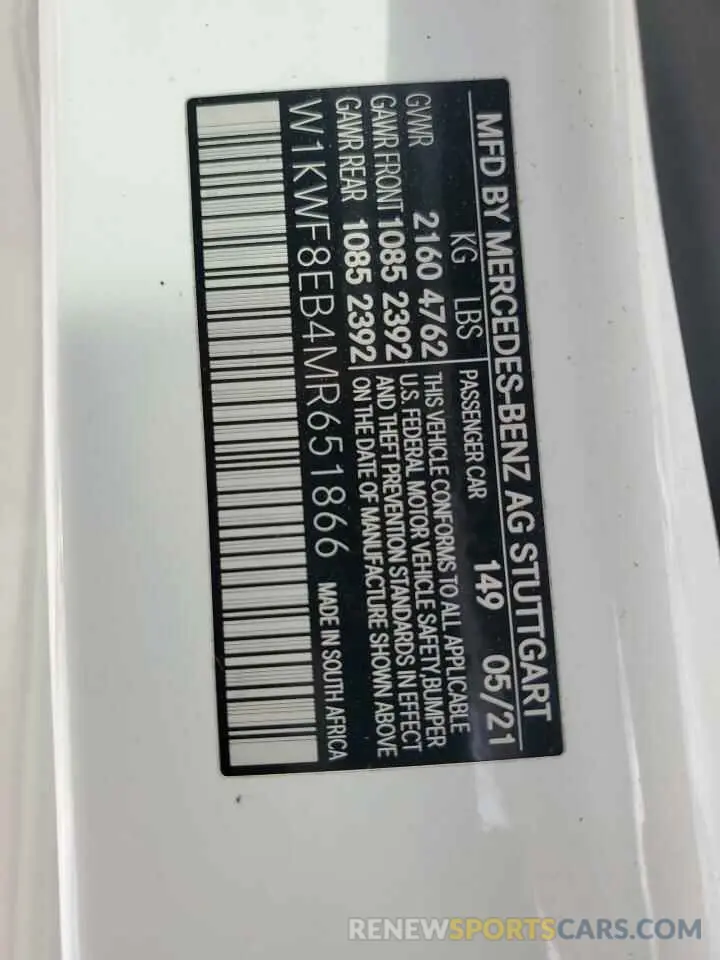 MFD BY MERCEDES-BENZ AG STUTTGART
149 05/21
KG LBS PASSENGER CAR
GVWR 2160 4762
GAWR FRONT 1085 2392
GAWR REAR 1085 2392
THIS VEHICLE CONFORMS TO ALL APPLICABLE
U.S. FEDERAL MOTOR VEHICLE SAFETY,BUMPER
AND THEFT PREVENTION STANDARDS IN EFFECT
ON THE DATE OF MANUFACTURE SHOWN ABOVE
W1KWF8EB4MR651866 MADE IN SOUTH AFRICA
RENEWSPORTSCARS.COM